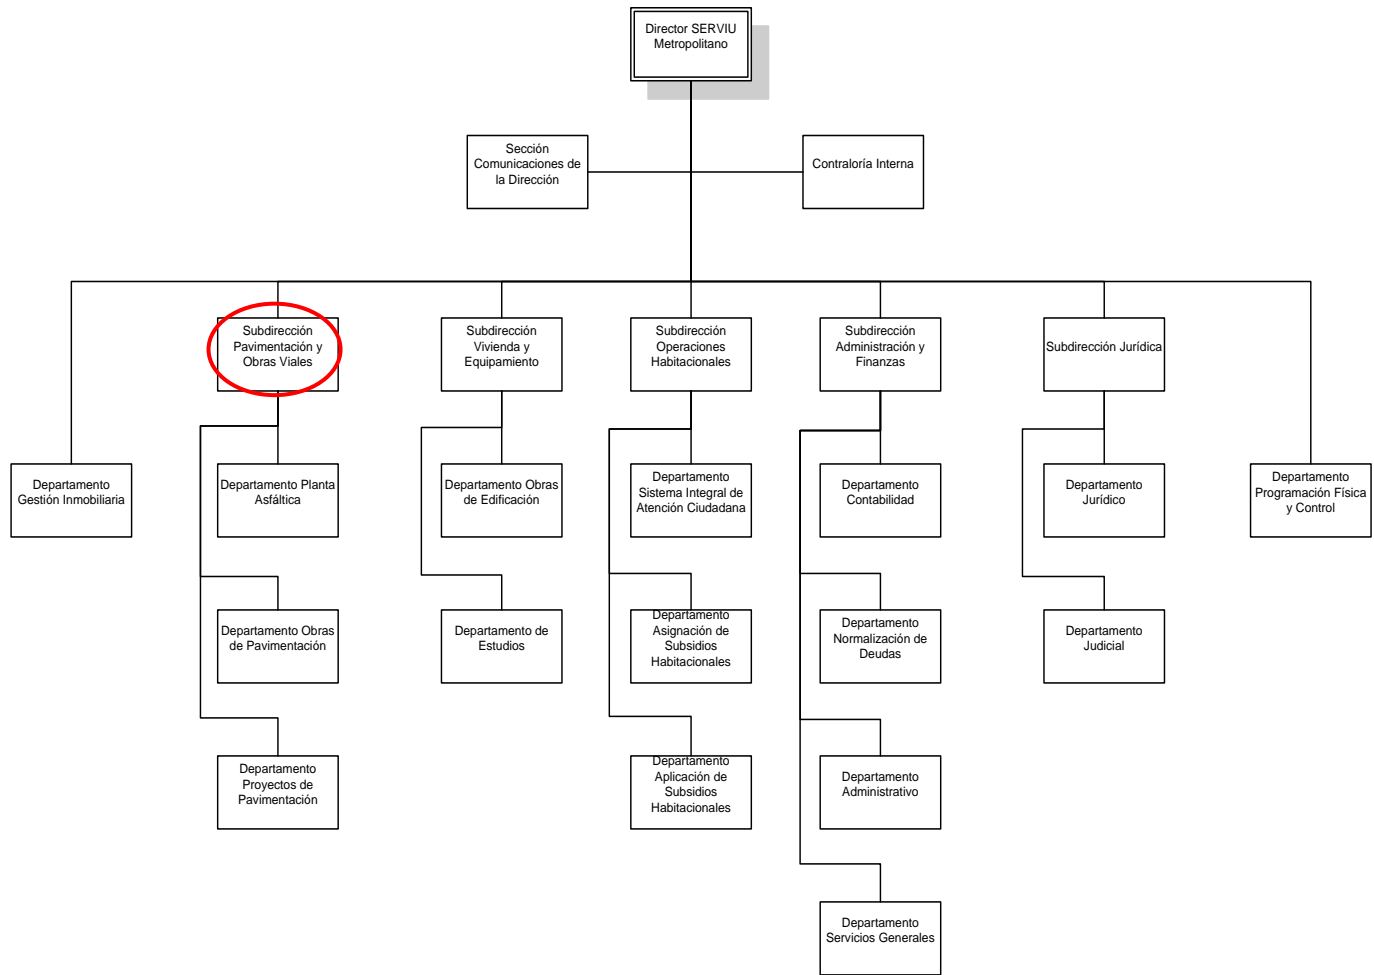 Director SERVIU
Metropolitano
Sección
Comunicaciones de
la Dirección
Contraloría Interna
Subdirección
Pavimentación y
Obras Viales
Subdirección
Vivienda y
Equipamiento
Subdirección
Operaciones
Habitacionales
Subdirección
Administración y
Finanzas
Subdirección Jurídica
Departamento
Gestión Inmobiliaria
Departamento Planta
Asfáltica
Departamento Obras
de Edificación
Departamento
Sistema Integral de
Atención Ciudadana
Departamento
Contabilidad
Departamento
Jurídico
Departamento
Programación Física
y Control
Departamento Obras
de Pavimentación
Departamento de
Estudios
Departamento
Asignación de
Subsidios
Habitacionales
Departamento
Normalización de
Deudas
Departamento
Judicial
Departamento
Proyectos de
Pavimentación
Departamento
Aplicación de
Subsidios
Habitacionales
Departamento
Administrativo
Departamento
Servicios Generales